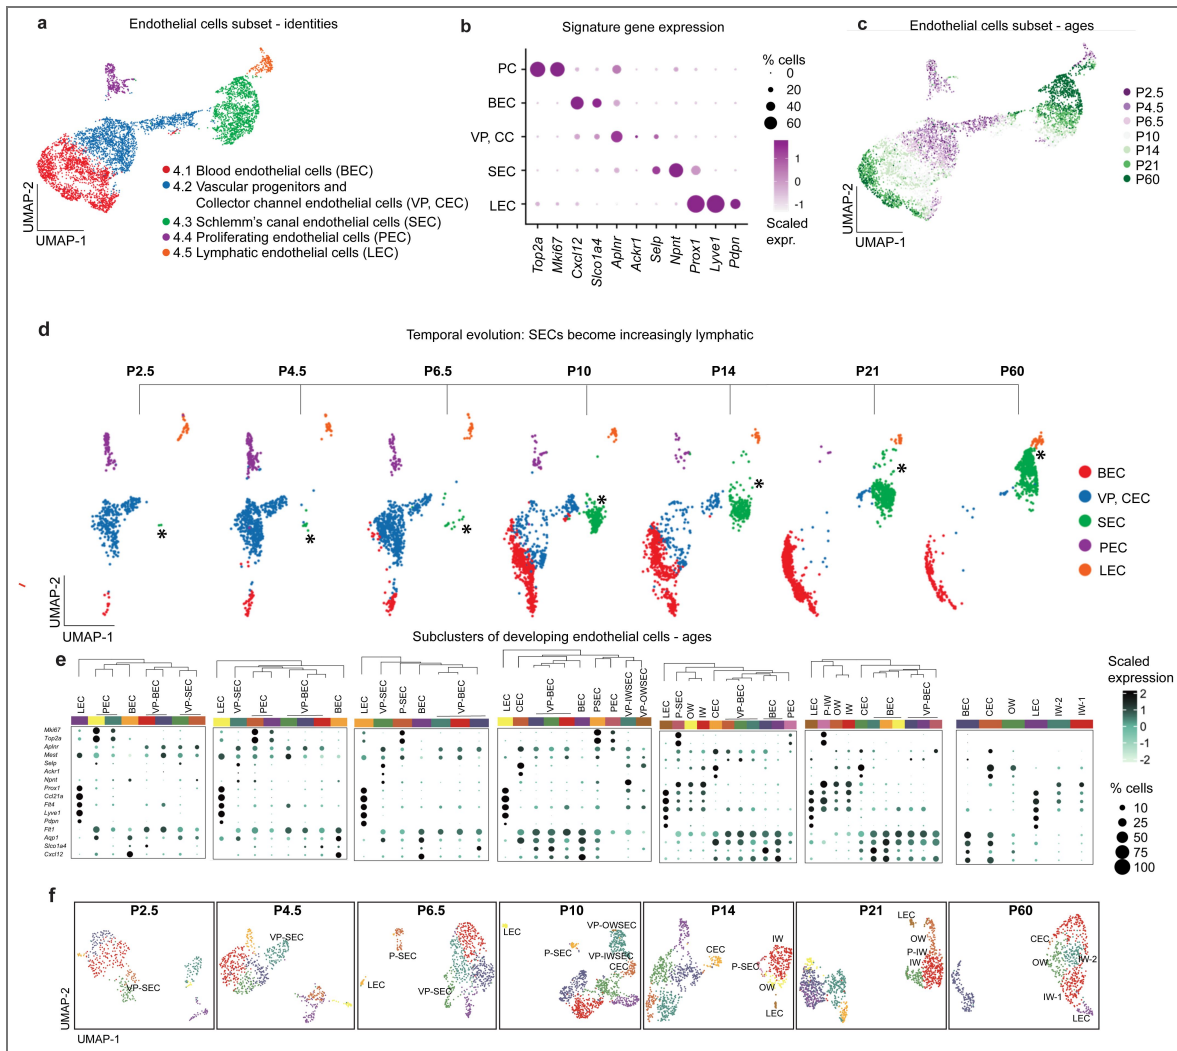 a
Endothelial cells subset - identities
4.1 Blood endothelial cells (BEC)
4.2 Vascular progenitors and
Collector channel endothelial cells (VP, CEC)
4.3 Schlemm's canal endothelial cells (SEC)
4.4 Proliferating endothelial cells (PEC)
4.5 Lymphatic endothelial cells (LEC)
UMAP-2
UMAP-1
b
Signature gene expression
PC
BEC
VP, CC
SEC
LEC
Top2a
Mki67
Cxcl12
Slco1a4
Aplnr
Ackr1
Selp
Npnt
Prox1
Lyve1
Pdpn
% cells
0
20
40
60
1
0
-1
Scaled
expr.
c
Endothelial cells subset - ages
P2.5
P4.5
P6.5
P10
P14
P21
P60
UMAP-2
UMAP-1
d
Temporal evolution: SECs become increasingly lymphatic
P2.5
P4.5
P6.5
P10
P14
P21
P60
*
*
*
*
*
*
*
BEC
VP, CEC
SEC
PEC
LEC
UMAP-2
UMAP-1
Subclusters of developing endothelial cells - ages
e
LEC
PEC
BEC
VP-BEC
VP-SEC
LEC
VP-SEC
PEC
VP-BEC
BEC
LEC
VP-SEC
P-SEC
BEC
VP-BEC
LEC
CEC
VP-BEC
BEC
PSEC
PEC
VP-IWSEC
VP-OWSEC
LEC
P-SEC
OW
IW
CEC
VP-BEC
BEC
PEC
LEC
P-IW
OW
IW
CEC
BEC
VP-BEC
BEC
CEC
OW
LEC
IW-2
IW-1
Mki67
Top2a
Aplnr
Mest
Selp
Ackr1
Npnt
Prox1
Ccl21a
Flt4
Lyve1
Pdpn
Flt1
Aqp1
Slco1a4
Cxcl12
Scaled
expression
2
1
0
-1
-2
% cells
10
25
50
75
100
f
P2.5
VP-SEC
P4.5
VP-SEC
P6.5
P-SEC
LEC
VP-SEC
P10
LEC
VP-OWSEC
P-SEC
VP-IWSEC
CEC
P14
IW
CEC
P-SEC
OW
LEC
P21
LEC
OW
P-IW
IW
P60
CEC
OW
IW-2
IW-1
LEC
UMAP-2
UMAP-1